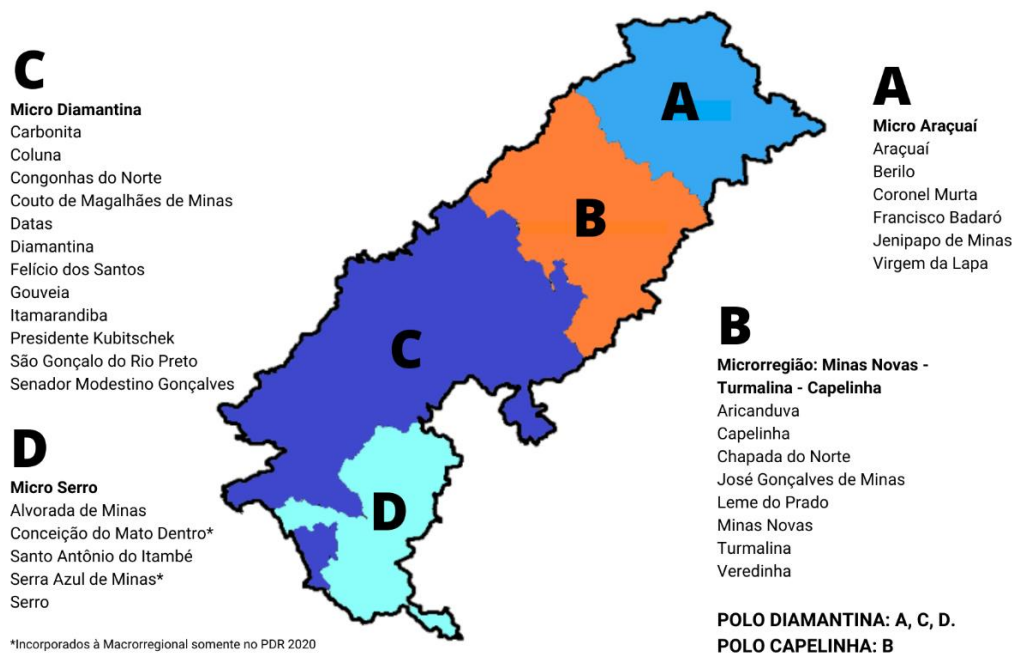 C
Micro Diamantina
Carbonita
Coluna
Congonhas do Norte
Couto de Magalhães de Minas
Datas
Diamantina
Felício dos Santos
Gouveia
Itamarandiba
Presidente Kubitschek
São Gonçalo do Rio Preto
Senador Modestino Gonçalves
D
Micro Serro
Alvorada de Minas
Conceição do Mato Dentro*
Santo Antônio do Itambé
Serra Azul de Minas*
Serro
*Incorporados à Macrorregional somente no PDR 2020
A
B
C
D
A
Micro Araçuaí
Araçuaí
Berilo
Coronel Murta
Francisco Badaró
Jenipapo de Minas
Virgem da Lapa
B
Microrregião: Minas Novas -
Turmalina - Capelinha
Aricanduva
Capelinha
Chapada do Norte
José Gonçalves de Minas
Leme do Prado
Minas Novas
Turmalina
Veredinha
POLO DIAMANTINA: A, C, D.
POLO CAPELINHA: B